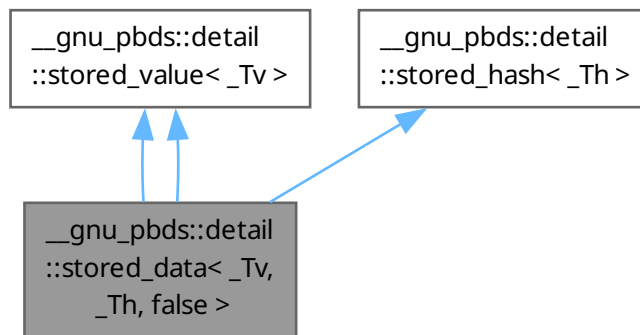 __gnu_pbds::detail
::stored_value< _Tv >
__gnu_pbds::detail
::stored_hash< _Th >
__gnu_pbds::detail
::stored_data< _Tv,
_Th, false >